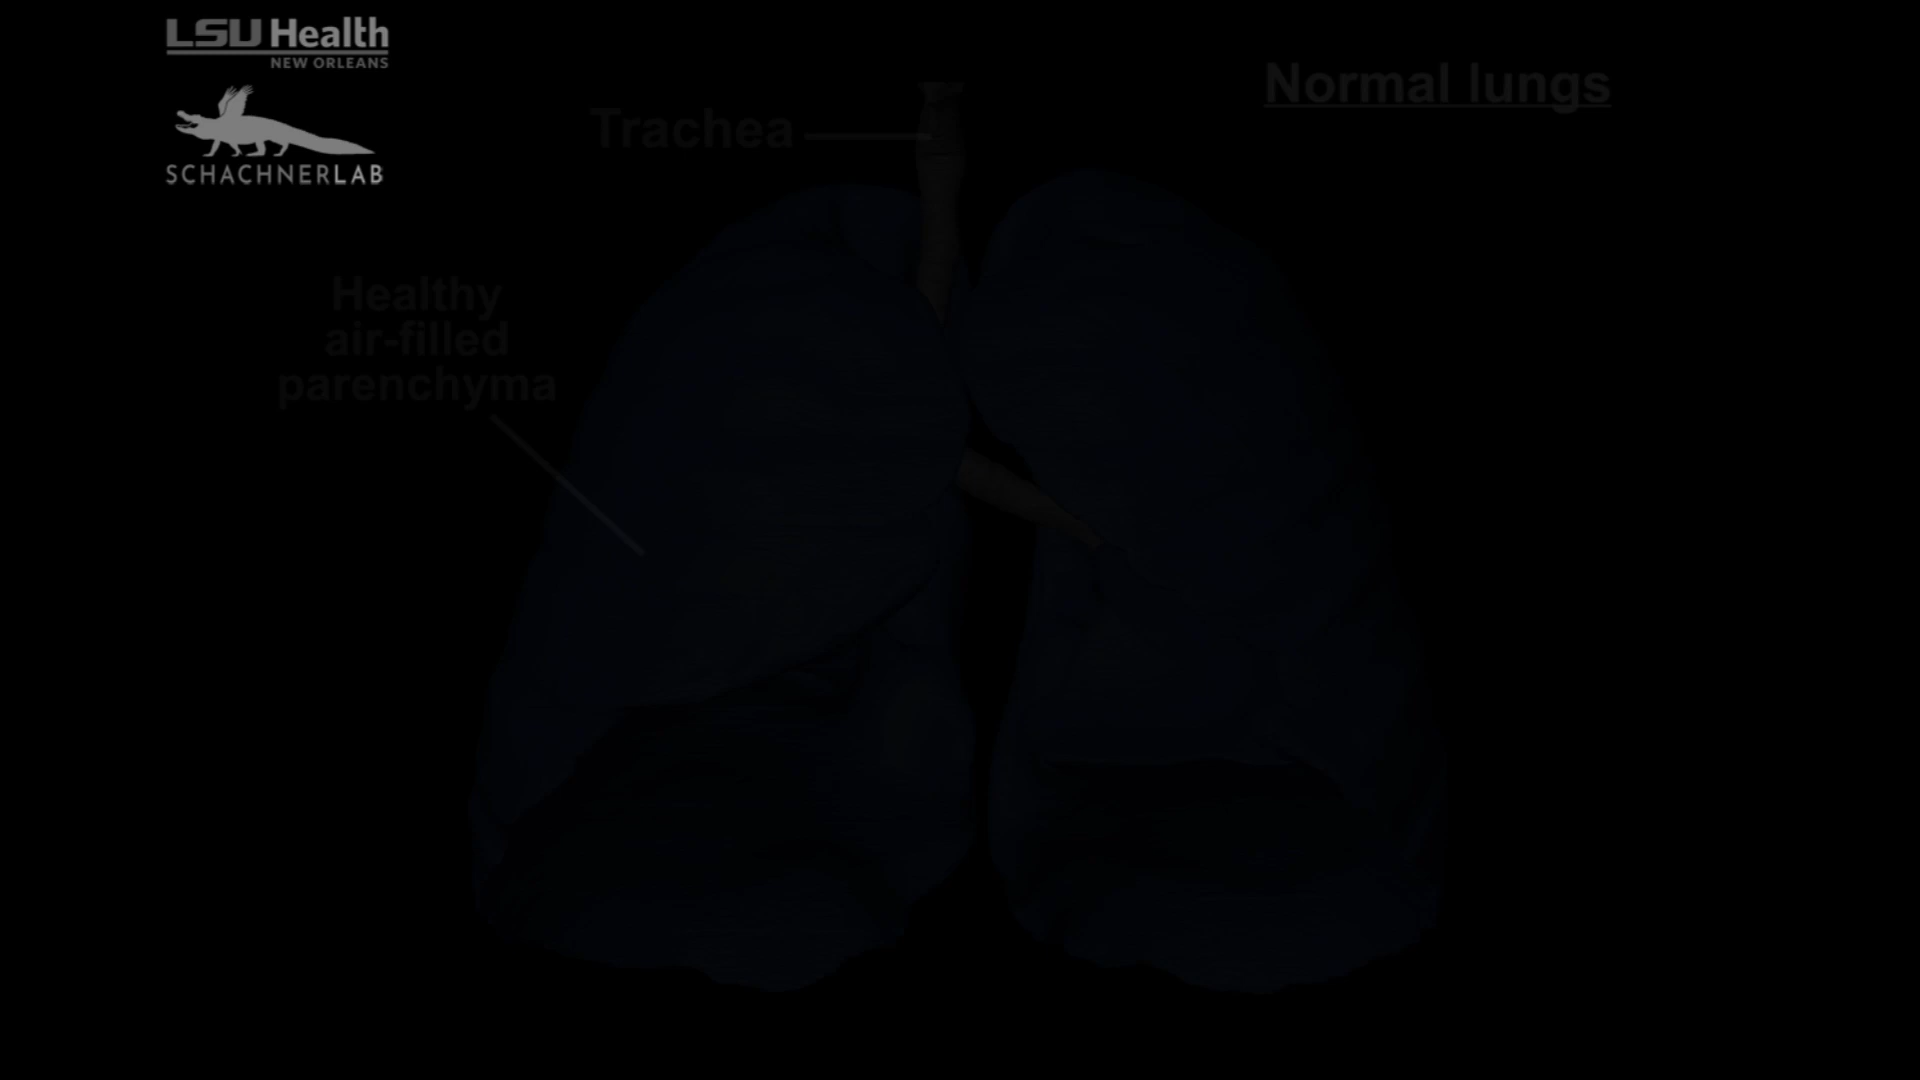 LSU Health
NEW ORLEANS
SCHACHNERLAB
Normal lungs
Trachea
Healthy
air-filled
parenchyma